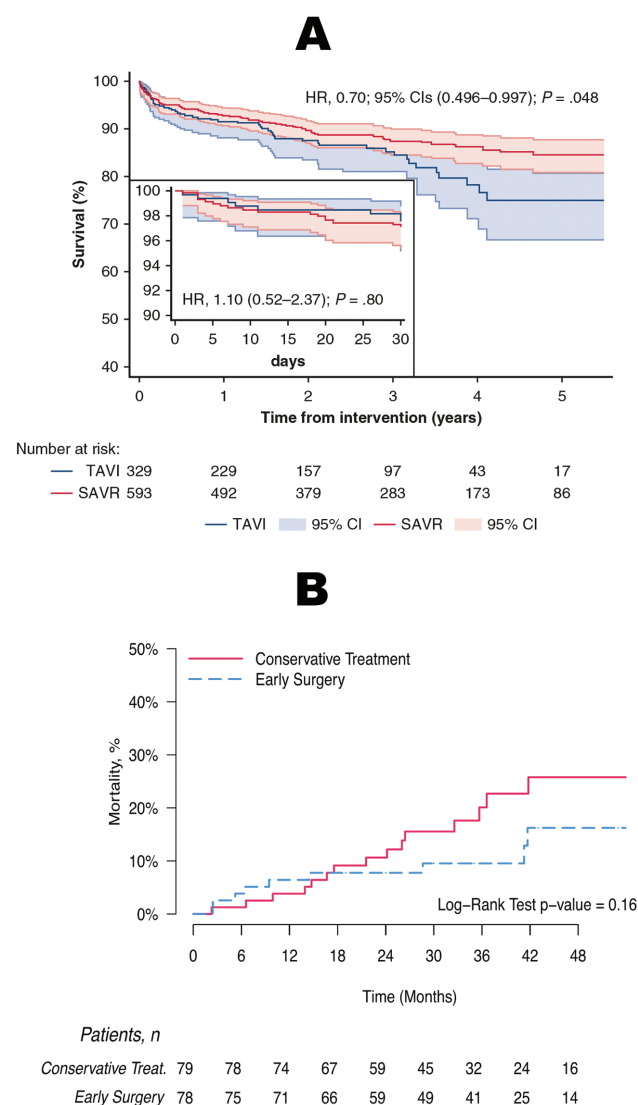 A
HR, 0.70; 95% CIs (0.496–0.997); P = .048
100
90
80
70
60
50
40
Survival (%)
100
98
96
94
92
90
HR, 1.10 (0.52–2.37); P = .80
0 5 10 15 20 25 30
days
0 1 2 3 4 5
Time from intervention (years)
Number at risk:
TAVI 329 229 157 97 43 17
SAVR 593 492 379 283 173 86
TAVI 95% CI SAVR 95% CI
B
50%
40%
30%
20%
10%
0%
Mortality, %
Conservative Treatment
Early Surgery
Log–Rank Test p–value = 0.16
0 6 12 18 24 30 36 42 48
Time (Months)
Patients, n
Conservative Treat. 79 78 74 67 59 45 32 24 16
Early Surgery 78 75 71 66 59 49 41 25 14